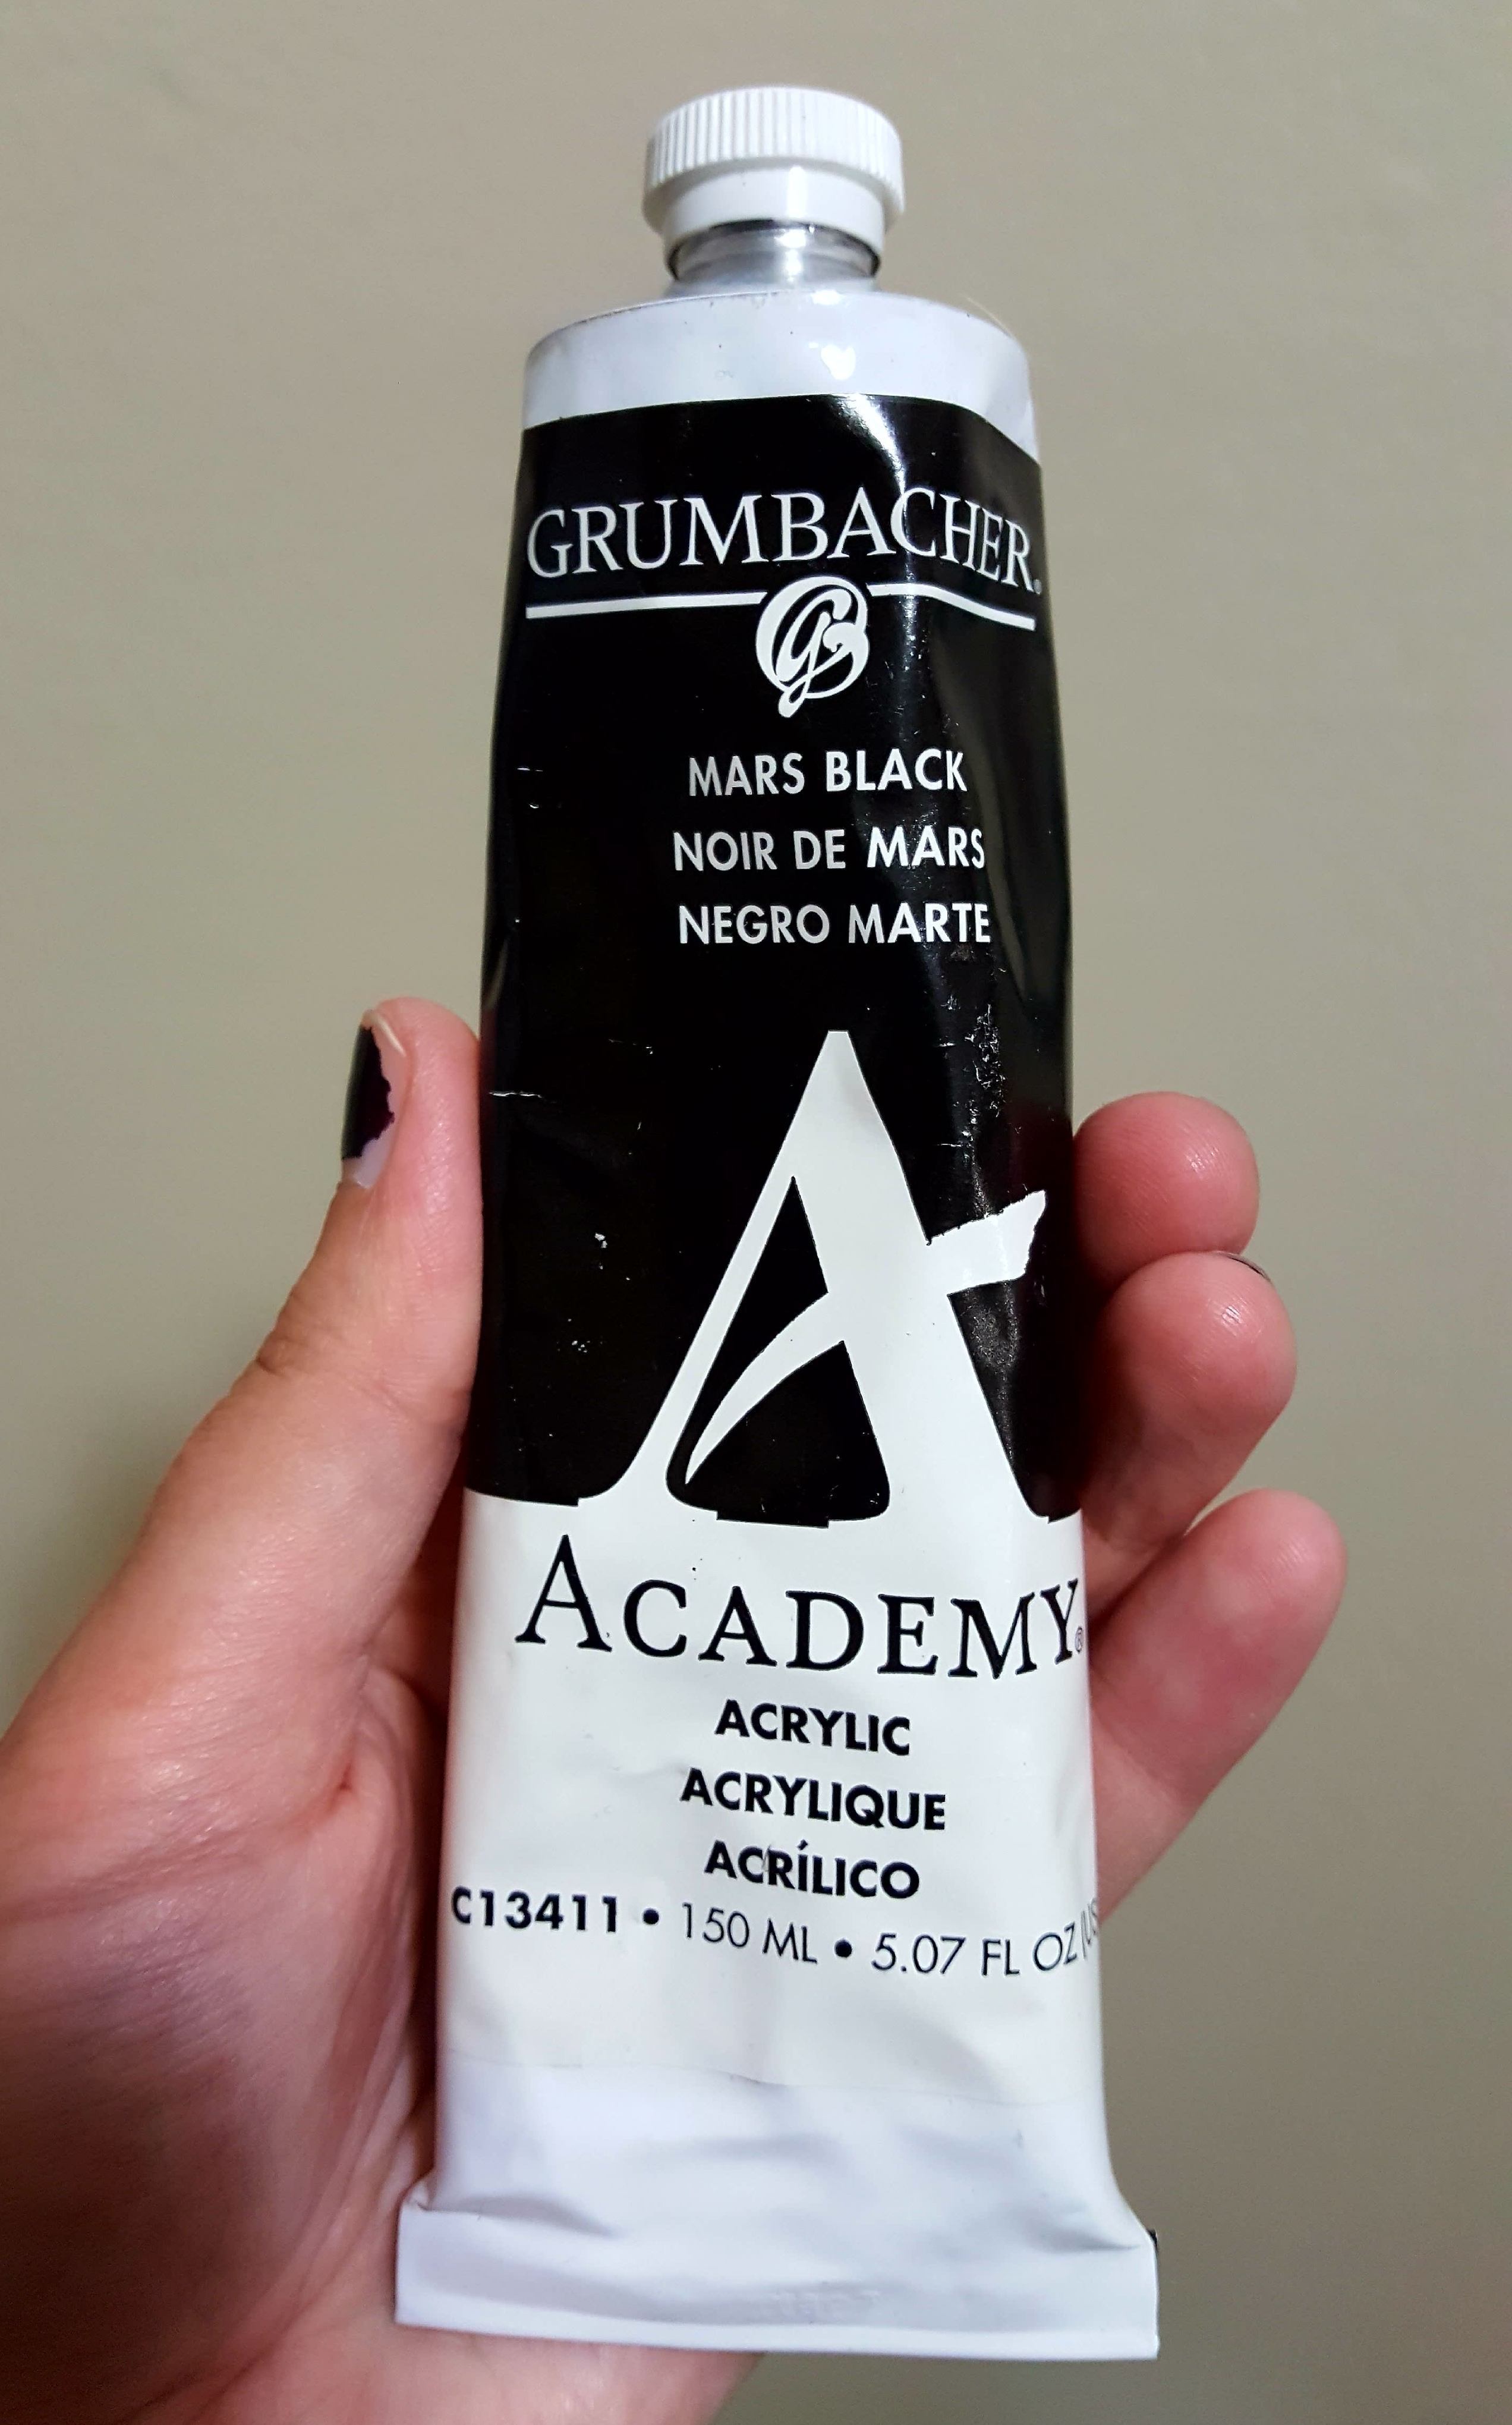 GRUMBACHER®
MARS BLACK
NOIR DE MARS
NEGRO MARTE
ACADEMY®
ACRYLIC
ACRYLIQUE
ACRÍLICO
C13411 • 150 ML • 5.07 FL OZ (US